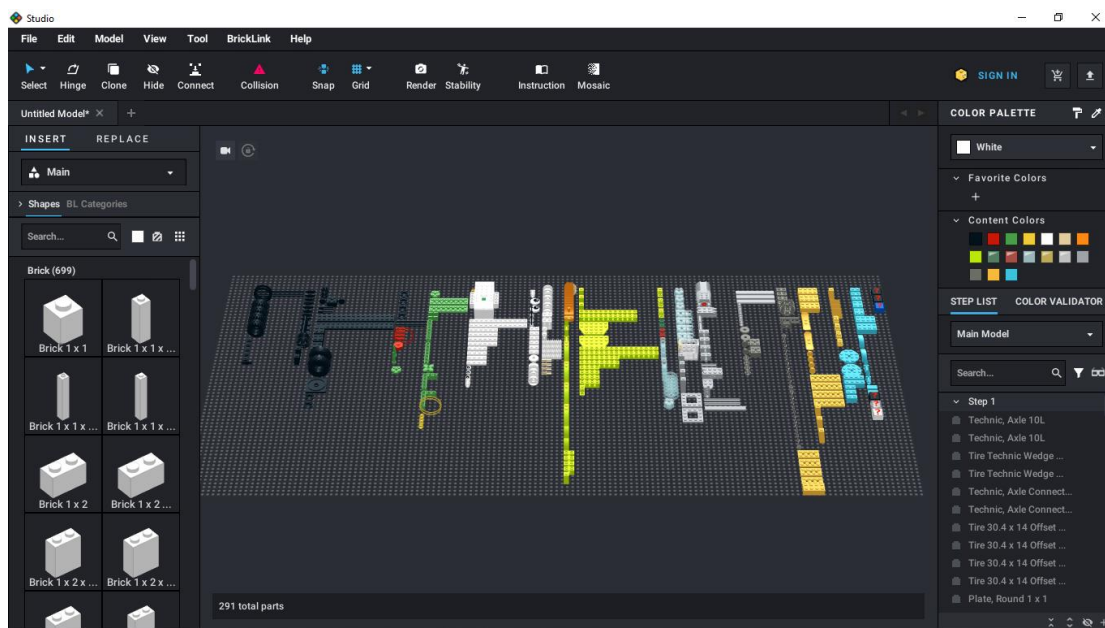 Studio
File Edit Model View Tool BrickLink Help
Select Hinge Clone Hide Connect Collision Snap Grid Render Stability Instruction Mosaic
SIGN IN
Untitled Model*
INSERT REPLACE
Main
Shapes BL Categories
Search...
Brick (699)
Brick 1 x 1 Brick 1 x 1 x ...
Brick 1 x 1 x ... Brick 1 x 1 x ...
Brick 1 x 2 Brick 1 x 2 ...
Brick 1 x 2 x ... Brick 1 x 2 x ...
291 total parts
COLOR PALETTE
White
Favorite Colors
+
Content Colors
STEP LIST COLOR VALIDATOR
Main Model
Search...
Step 1
Technic, Axle 10L
Technic, Axle 10L
Tire Technic Wedge ...
Tire Technic Wedge ...
Technic, Axle Connect...
Technic, Axle Connect...
Tire 30.4 x 14 Offset ...
Tire 30.4 x 14 Offset ...
Tire 30.4 x 14 Offset ...
Tire 30.4 x 14 Offset ...
Plate, Round 1 x 1